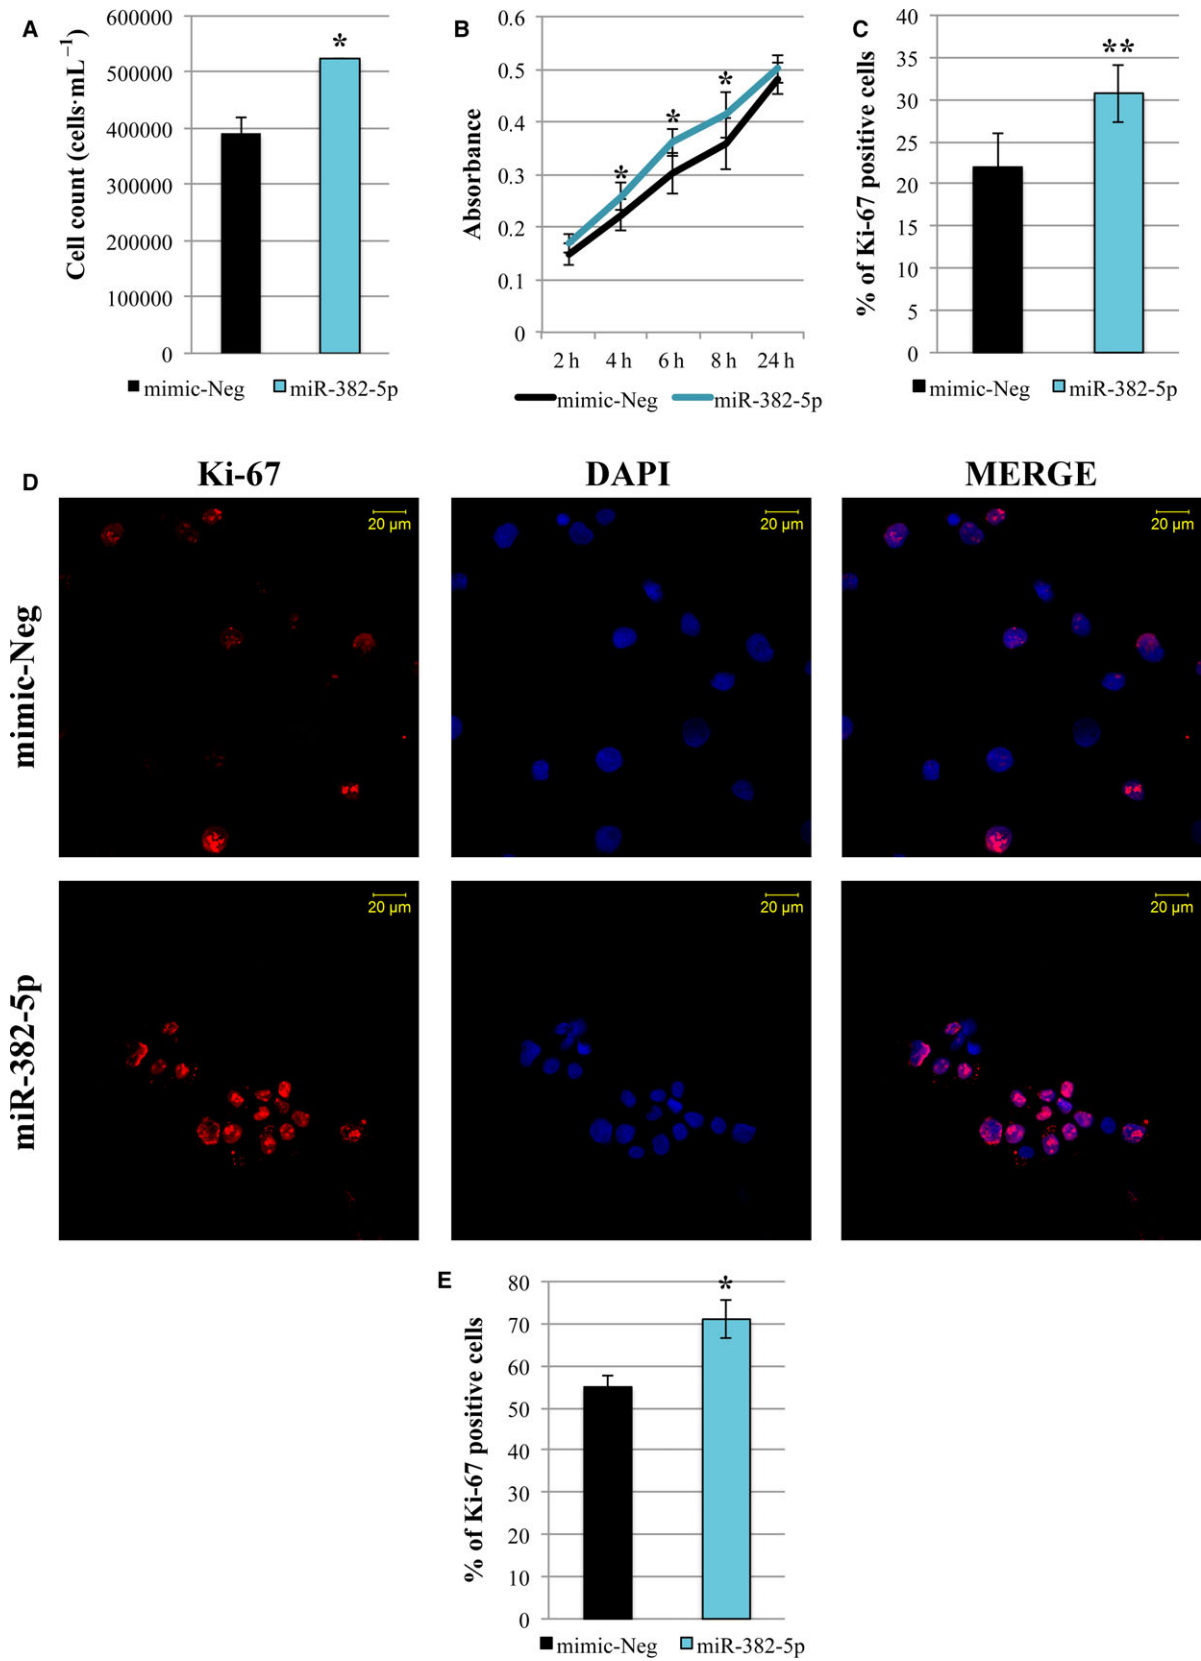 A
Cell count (cells·mL⁻¹)
600000
500000
400000
300000
200000
100000
0
*
mimic-Neg miR-382-5p
B
Absorbance
0.6
0.5
0.4
0.3
0.2
0.1
0
* * *
2 h 4 h 6 h 8 h 24 h
mimic-Neg miR-382-5p
C
% of Ki-67 positive cells
40
35
30
25
20
15
10
5
0
**
mimic-Neg miR-382-5p
D
Ki-67 DAPI MERGE
mimic-Neg
20 µm 20 µm 20 µm
miR-382-5p
20 µm 20 µm 20 µm
E
% of Ki-67 positive cells
80
70
60
50
40
30
20
10
0
*
mimic-Neg miR-382-5p